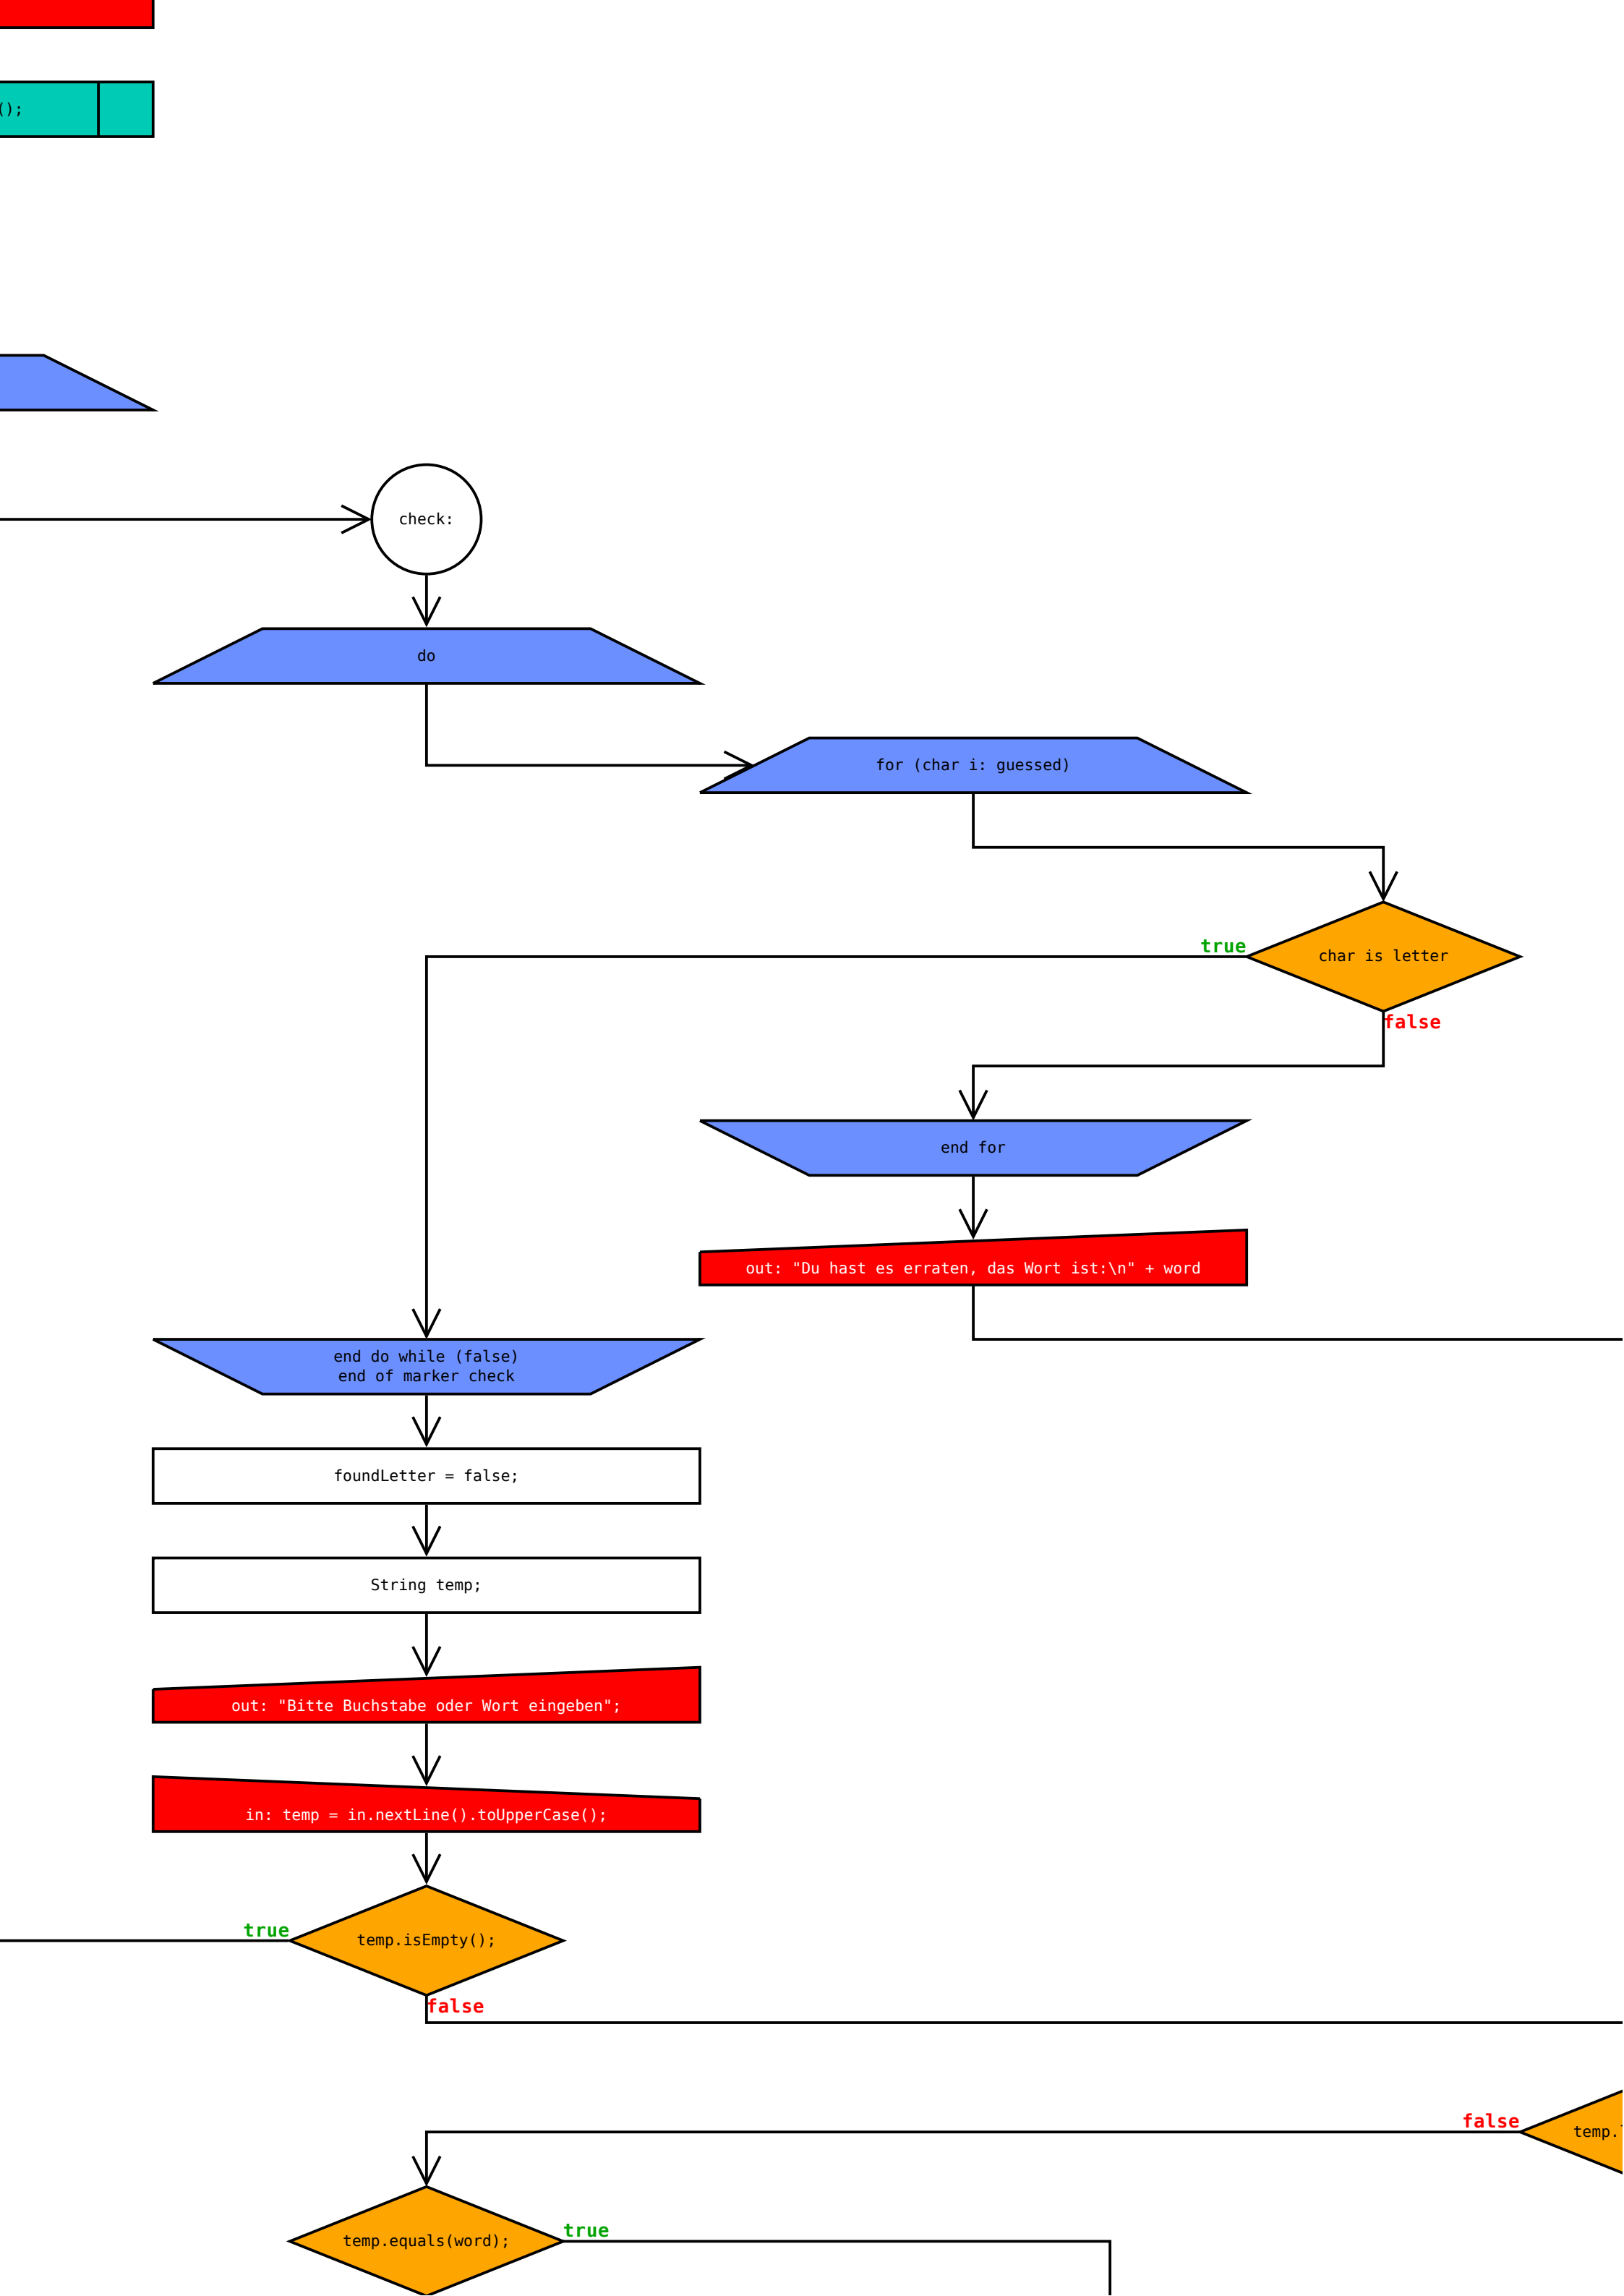 ();
check:
do
for (char i: guessed)
true
char is letter
false
end for
out: "Du hast es erraten, das Wort ist:\n" + word
end do while (false)
end of marker check
foundLetter = false;
String temp;
out: "Bitte Buchstabe oder Wort eingeben";
in: temp = in.nextLine().toUpperCase();
true
temp.isEmpty();
false
false
temp.
temp.equals(word);
true